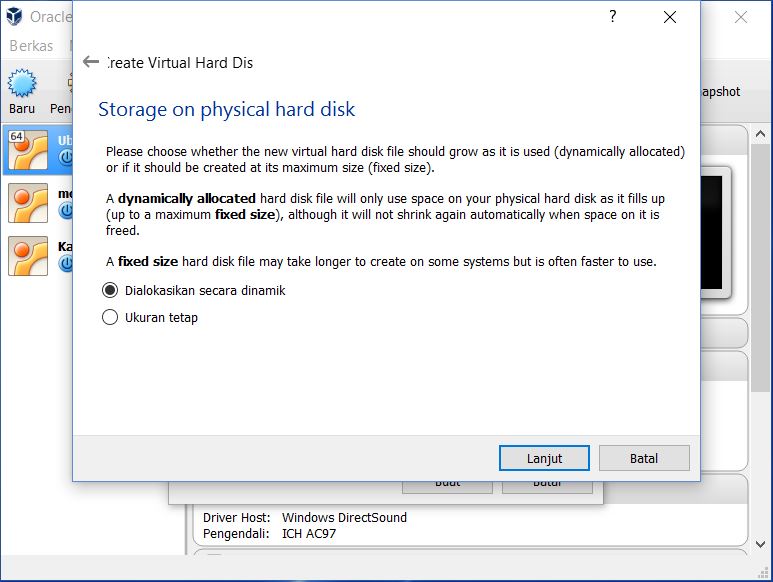 Oracle
Berkas
Baru
apshot
64
Ub
me
Ka
?
reate Virtual Hard Dis
Storage on physical hard disk
Please choose whether the new virtual hard disk file should grow as it is used (dynamically allocated)
or if it should be created at its maximum size (fixed size).
A dynamically allocated hard disk file will only use space on your physical hard disk as it fills up
(up to a maximum fixed size), although it will not shrink again automatically when space on it is
freed.
A fixed size hard disk file may take longer to create on some systems but is often faster to use.
Dialokasikan secara dinamik
Ukuran tetap
Lanjut Batal
Buat Batal
Driver Host: Windows DirectSound
Pengendali: ICH AC97